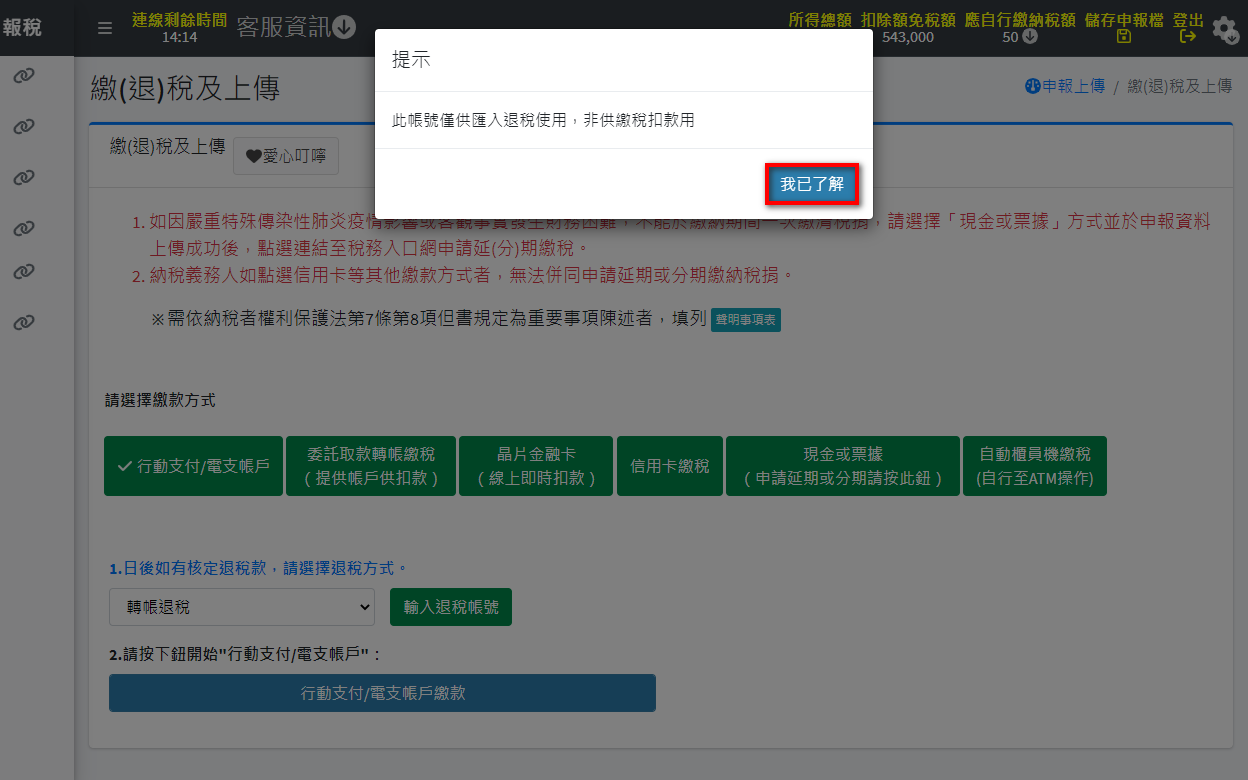 報稅
連線剩餘時間
14:14
客服資訊
所得總額
扣除額免稅額
543,000
應自行繳納稅額
50
儲存申報檔
登出
提示
此帳號僅供匯入退稅使用，非供繳稅扣款用
我已了解
繳(退)稅及上傳
申報上傳 / 繳(退)稅及上傳
繳(退)稅及上傳
愛心叮嚀
1. 如因嚴重特殊傳染性肺炎疫情影響或客觀事實發生財務困難，不能於繳納期間一次繳清稅捐，請選擇「現金或票據」方式並於申報資料
上傳成功後，點選連結至稅務入口網申請延(分)期繳稅。
2. 納稅義務人如點選信用卡等其他繳款方式者，無法併同申請延期或分期繳納稅捐。
※需依納稅者權利保護法第7條第8項但書規定為重要事項陳述者，填列 聲明事項表
請選擇繳款方式
行動支付/電支帳戶
委託取款轉帳繳稅
（提供帳戶供扣款）
晶片金融卡
（線上即時扣款）
信用卡繳稅
現金或票據
（申請延期或分期請按此鈕）
自動櫃員機繳稅
(自行至ATM操作)
1.日後如有核定退稅款，請選擇退稅方式。
轉帳退稅
輸入退稅帳號
2.請按下鈕開始"行動支付/電支帳戶"：
行動支付/電支帳戶繳款